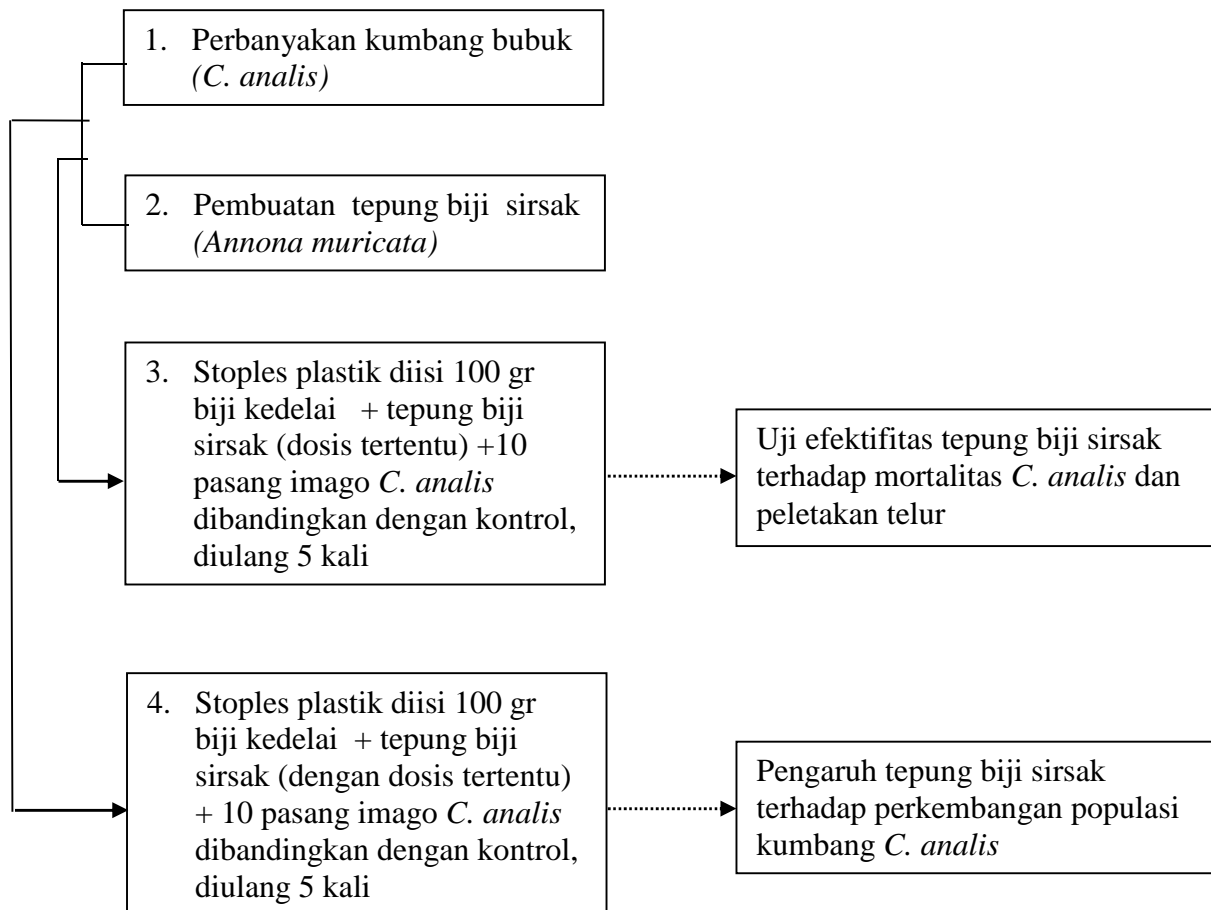 1. Perbanyakan kumbang bubuk
(C. analis)
2. Pembuatan tepung biji sirsak
(Annona muricata)
3. Stoples plastik diisi 100 gr
biji kedelai + tepung biji
sirsak (dosis tertentu) +10
pasang imago C. analis
dibandingkan dengan kontrol,
diulang 5 kali
Uji efektifitas tepung biji sirsak
terhadap mortalitas C. analis dan
peletakan telur
4. Stoples plastik diisi 100 gr
biji kedelai + tepung biji
sirsak (dengan dosis tertentu)
+ 10 pasang imago C. analis
dibandingkan dengan kontrol,
diulang 5 kali
Pengaruh tepung biji sirsak
terhadap perkembangan populasi
kumbang C. analis